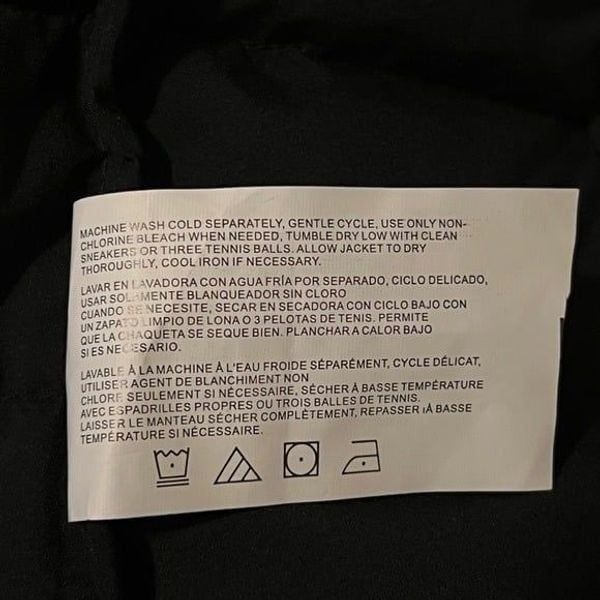 MACHINE WASH COLD SEPARATELY, GENTLE CYCLE, USE ONLY NON-
CHLORINE BLEACH WHEN NEEDED, TUMBLE DRY LOW WITH CLEAN
SNEAKERS OR THREE TENNIS BALLS. ALLOW JACKET TO DRY
THOROUGHLY, COOL IRON IF NECESSARY.
LAVAR EN LAVADORA CON AGUA FRÍA POR SEPARADO, CICLO DELICADO,
USAR SOLAMENTE BLANQUEADOR SIN CLORO
CUANDO SE NECESITE, SECAR EN SECADORA CON CICLO BAJO CON
UN ZAPATO LIMPIO DE LONA O 3 PELOTAS DE TENIS. PERMITE
QUE LA CHAQUETA SE SEQUE BIEN. PLANCHAR A CALOR BAJO
SI ES NECESARIO.
LAVABLE À LA MACHINE À L'EAU FROIDE SÉPARÉMENT, CYCLE DÉLICAT,
UTILISER AGENT DE BLANCHIMENT NON
CHLORE SEULEMENT SI NÉCESSAIRE, SÉCHER À BASSE TEMPÉRATURE
AVEC ESPADRILLES PROPRES OU TROIS BALLES DE TENNIS.
LAISSER LE MANTEAU SÉCHER COMPLÈTEMENT, REPASSER À BASSE
TEMPÉRATURE SI NÉCESSAIRE.